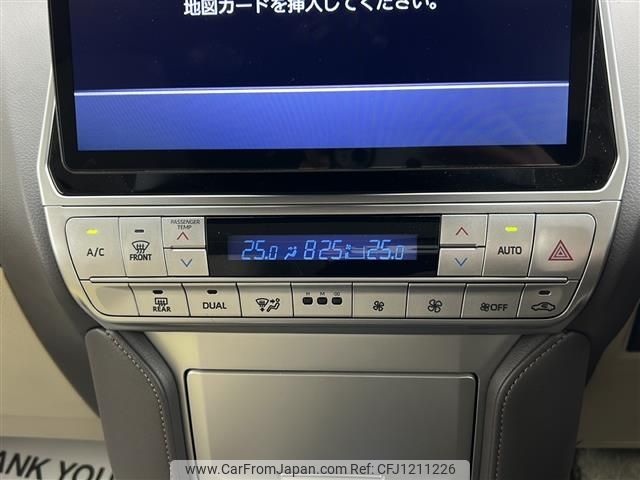 地図カードを挿入してください。
PASSENGER
TEMP
A/C
FRONT
25.0 825 25.0
AUTO
REAR
DUAL
OFF
ANK YOU
www.CarFromJapan.com - CFJ1211226